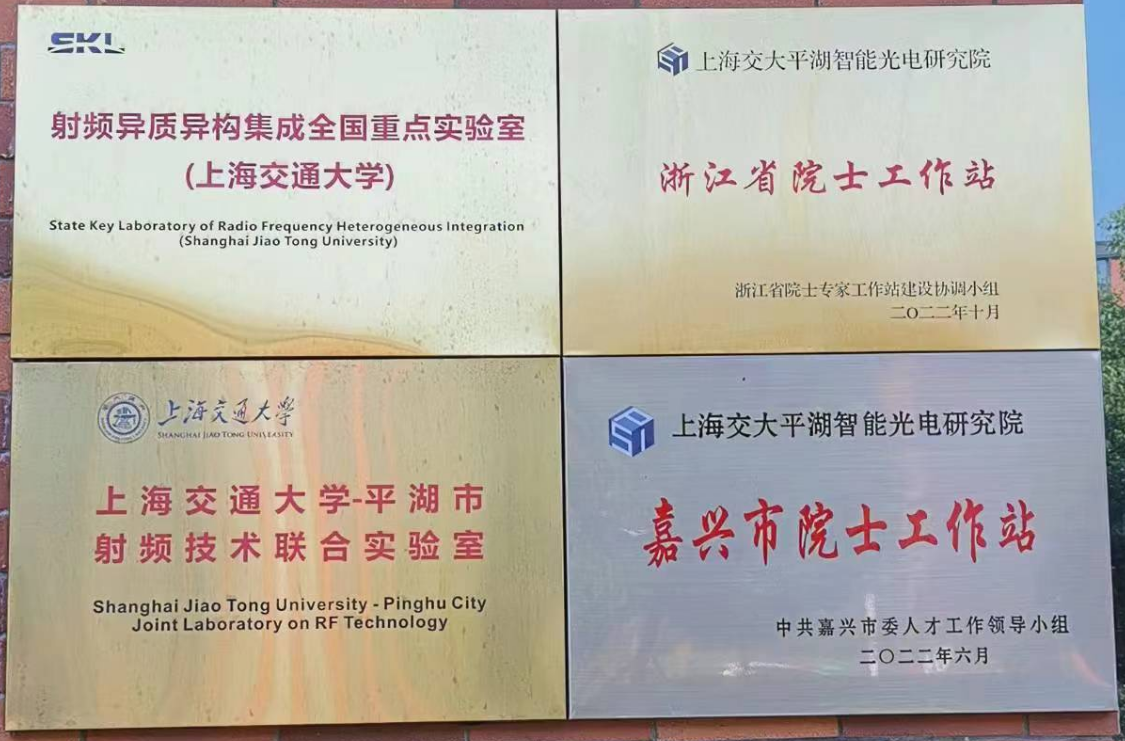 SKL
射频异质异构集成全国重点实验室
(上海交通大学)
State Key Laboratory of Radio Frequency Heterogeneous Integration
(Shanghai Jiao Tong University)
上海交大平湖智能光电研究院
浙江省院士工作站
浙江省院士专家工作站建设协调小组
二〇二二年十月
上海交通大学
SHANGHAI JIAO TONG UNIVERSITY
上海交通大学-平湖市
射频技术联合实验室
Shanghai Jiao Tong University - Pinghu City
Joint Laboratory on RF Technology
上海交大平湖智能光电研究院
嘉兴市院士工作站
中共嘉兴市委人才工作领导小组
二〇二二年六月